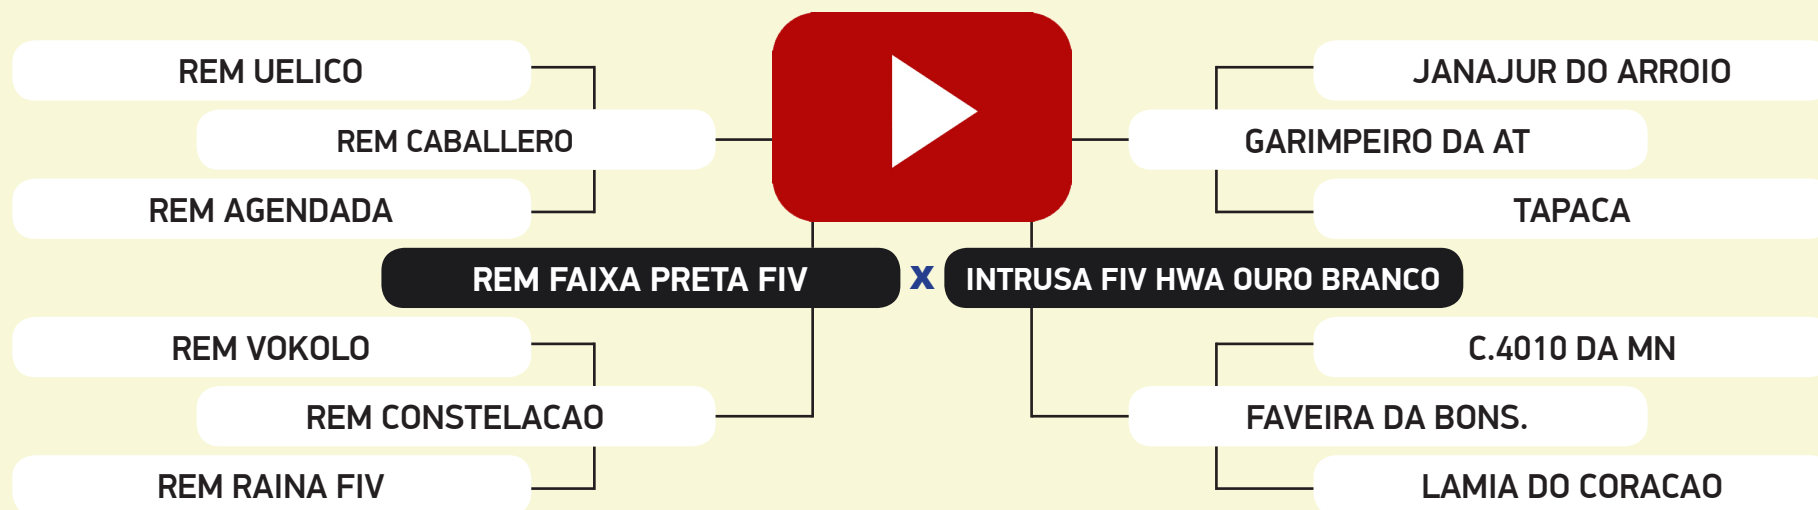 REM UELICO
JANAJUR DO ARROIO
REM CABALLERO
GARIMPEIRO DA AT
REM AGENDADA
TAPACA
REM FAIXA PRETA FIV X INTRUSA FIV HWA OURO BRANCO
REM VOKOLO
C.4010 DA MN
REM CONSTELACAO
FAVEIRA DA BONS.
REM RAINA FIV
LAMIA DO CORACAO